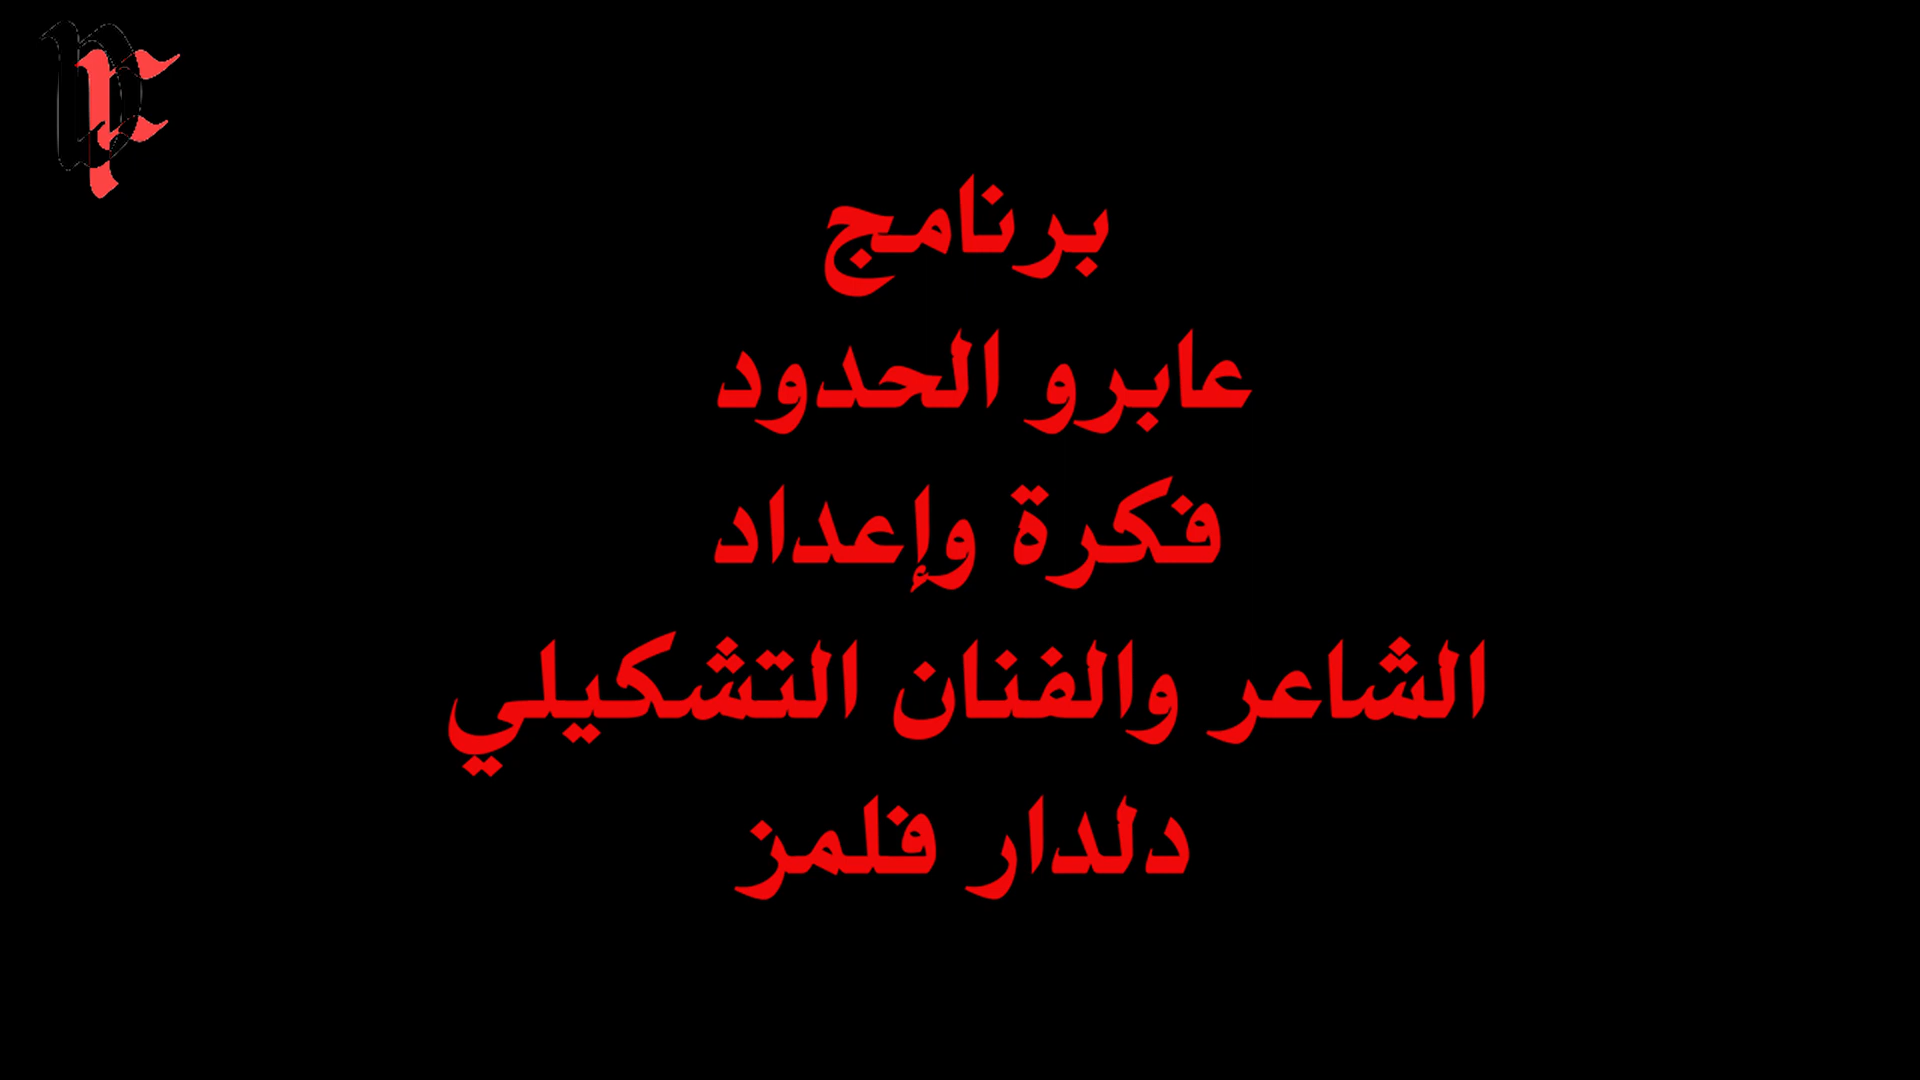 برنامج
عابرو الحدود
فكرة وإعداد
الشاعر والفنان التشكيلي
دلدار فلمز